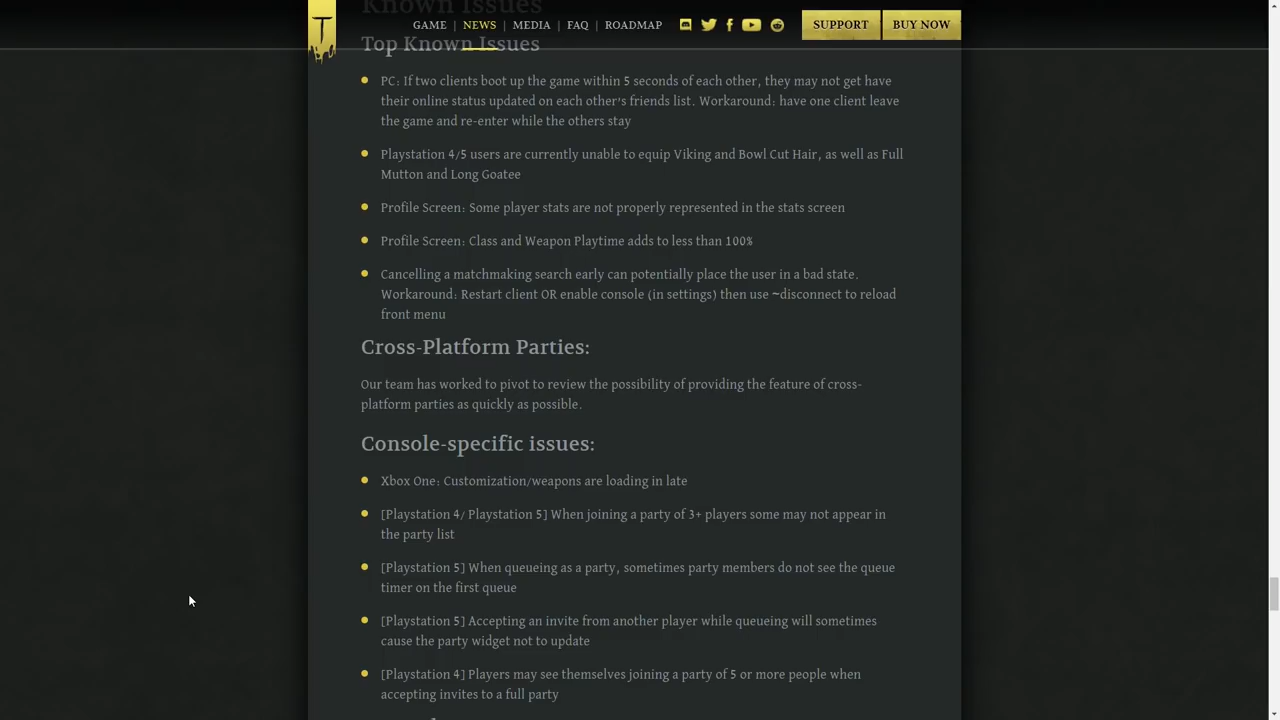 Known Issues
GAME | NEWS | MEDIA | FAQ | ROADMAP SUPPORT BUY NOW
Top Known Issues
PC: If two clients boot up the game within 5 seconds of each other, they may not get have
their online status updated on each other's friends list. Workaround: have one client leave
the game and re-enter while the others stay
Playstation 4/5 users are currently unable to equip Viking and Bowl Cut Hair, as well as Full
Mutton and Long Goatee
Profile Screen: Some player stats are not properly represented in the stats screen
Profile Screen: Class and Weapon Playtime adds to less than 100%
Cancelling a matchmaking search early can potentially place the user in a bad state.
Workaround: Restart client OR enable console (in settings) then use ~disconnect to reload
front menu
Cross-Platform Parties:
Our team has worked to pivot to review the possibility of providing the feature of cross-
platform parties as quickly as possible.
Console-specific issues:
Xbox One: Customization/weapons are loading in late
[Playstation 4/ Playstation 5] When joining a party of 3+ players some may not appear in
the party list
[Playstation 5] When queueing as a party, sometimes party members do not see the queue
timer on the first queue
[Playstation 5] Accepting an invite from another player while queueing will sometimes
cause the party widget not to update
[Playstation 4] Players may see themselves joining a party of 5 or more people when
accepting invites to a full party